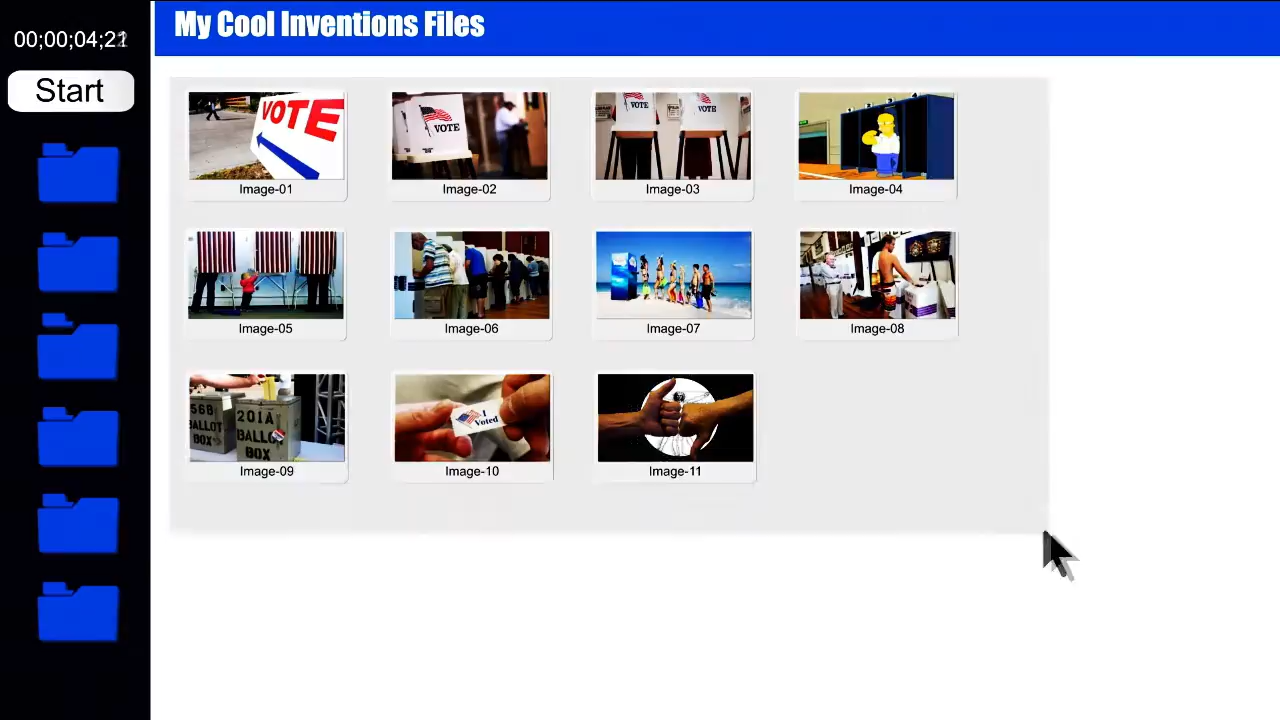 My Cool Inventions Files
00;00;04;21
Start
VOTE
VOTE
VOTE
VOTE
Image-01
Image-02
Image-03
Image-04
Image-05
Image-06
Image-07
Image-08
56B
BALLOT
BOX
201A
BALLOT
BOX
I
Voted
Image-09
Image-10
Image-11